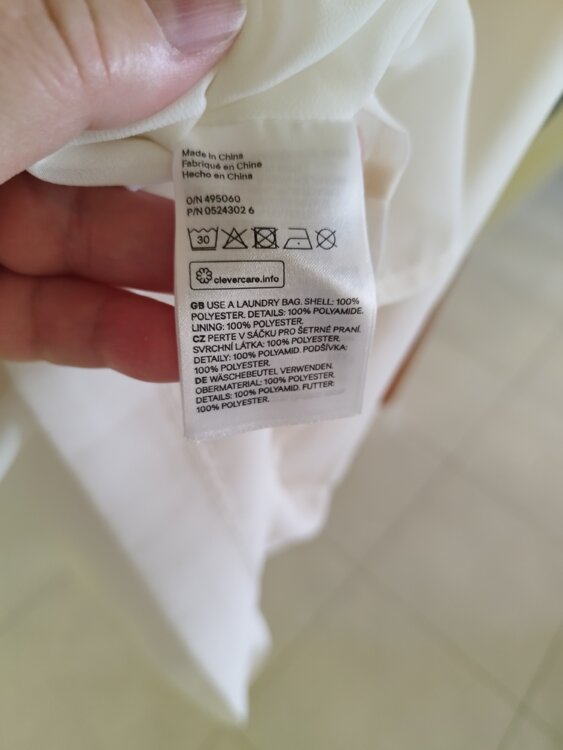 Made in China
Fabriqué en Chine
Hecho en China
O/N 495060
P/N 0524302 6
30
clevercare.info
GB USE A LAUNDRY BAG. SHELL: 100%
POLYESTER. DETAILS: 100% POLYAMIDE.
LINING: 100% POLYESTER.
CZ PERTE V SÁČKU PRO ŠETRNÉ PRANÍ.
SVRCHNÍ LÁTKA: 100% POLYESTER.
DETAILY: 100% POLYAMID. PODŠÍVKA:
100% POLYESTER.
DE WÄSCHEBEUTEL VERWENDEN.
OBERMATERIAL: 100% POLYESTER.
DETAILS: 100% POLYAMID. FUTTER:
100% POLYESTER.